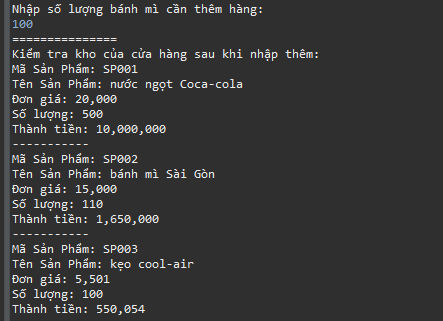 Nhập số lượng bánh mì cần thêm hàng:
100
===============
Kiểm tra kho của cửa hàng sau khi nhập thêm:
Mã Sản Phẩm: SP001
Tên Sản Phẩm: nước ngọt Coca-cola
Đơn giá: 20,000
Số lượng: 500
Thành tiền: 10,000,000
-----------
Mã Sản Phẩm: SP002
Tên Sản Phẩm: bánh mì Sài Gòn
Đơn giá: 15,000
Số lượng: 110
Thành tiền: 1,650,000
-----------
Mã Sản Phẩm: SP003
Tên Sản Phẩm: kẹo cool-air
Đơn giá: 5,501
Số lượng: 100
Thành tiền: 550,054